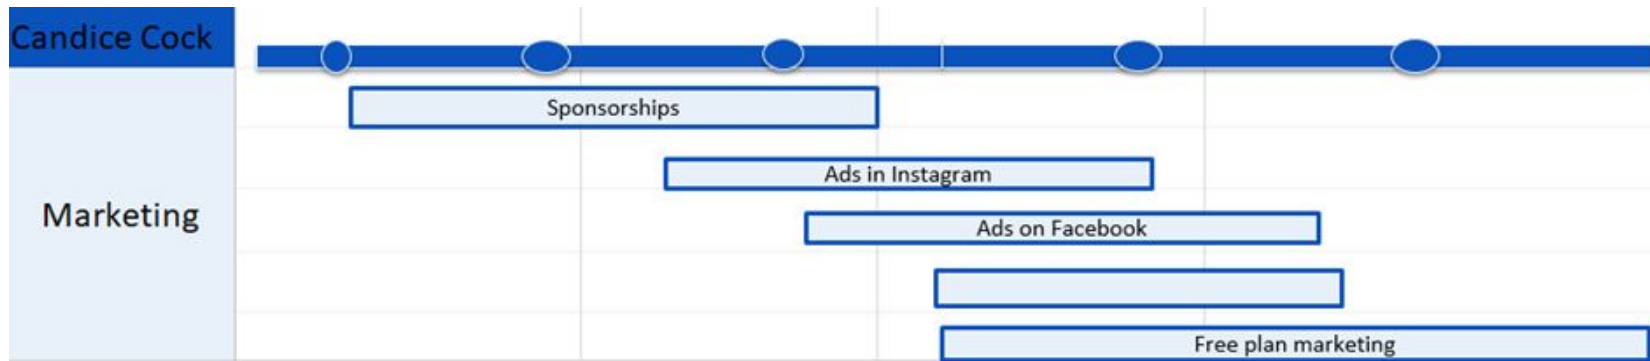 Candice Cock
Sponsorships
Ads in Instagram
Marketing
Ads on Facebook
Free plan marketing